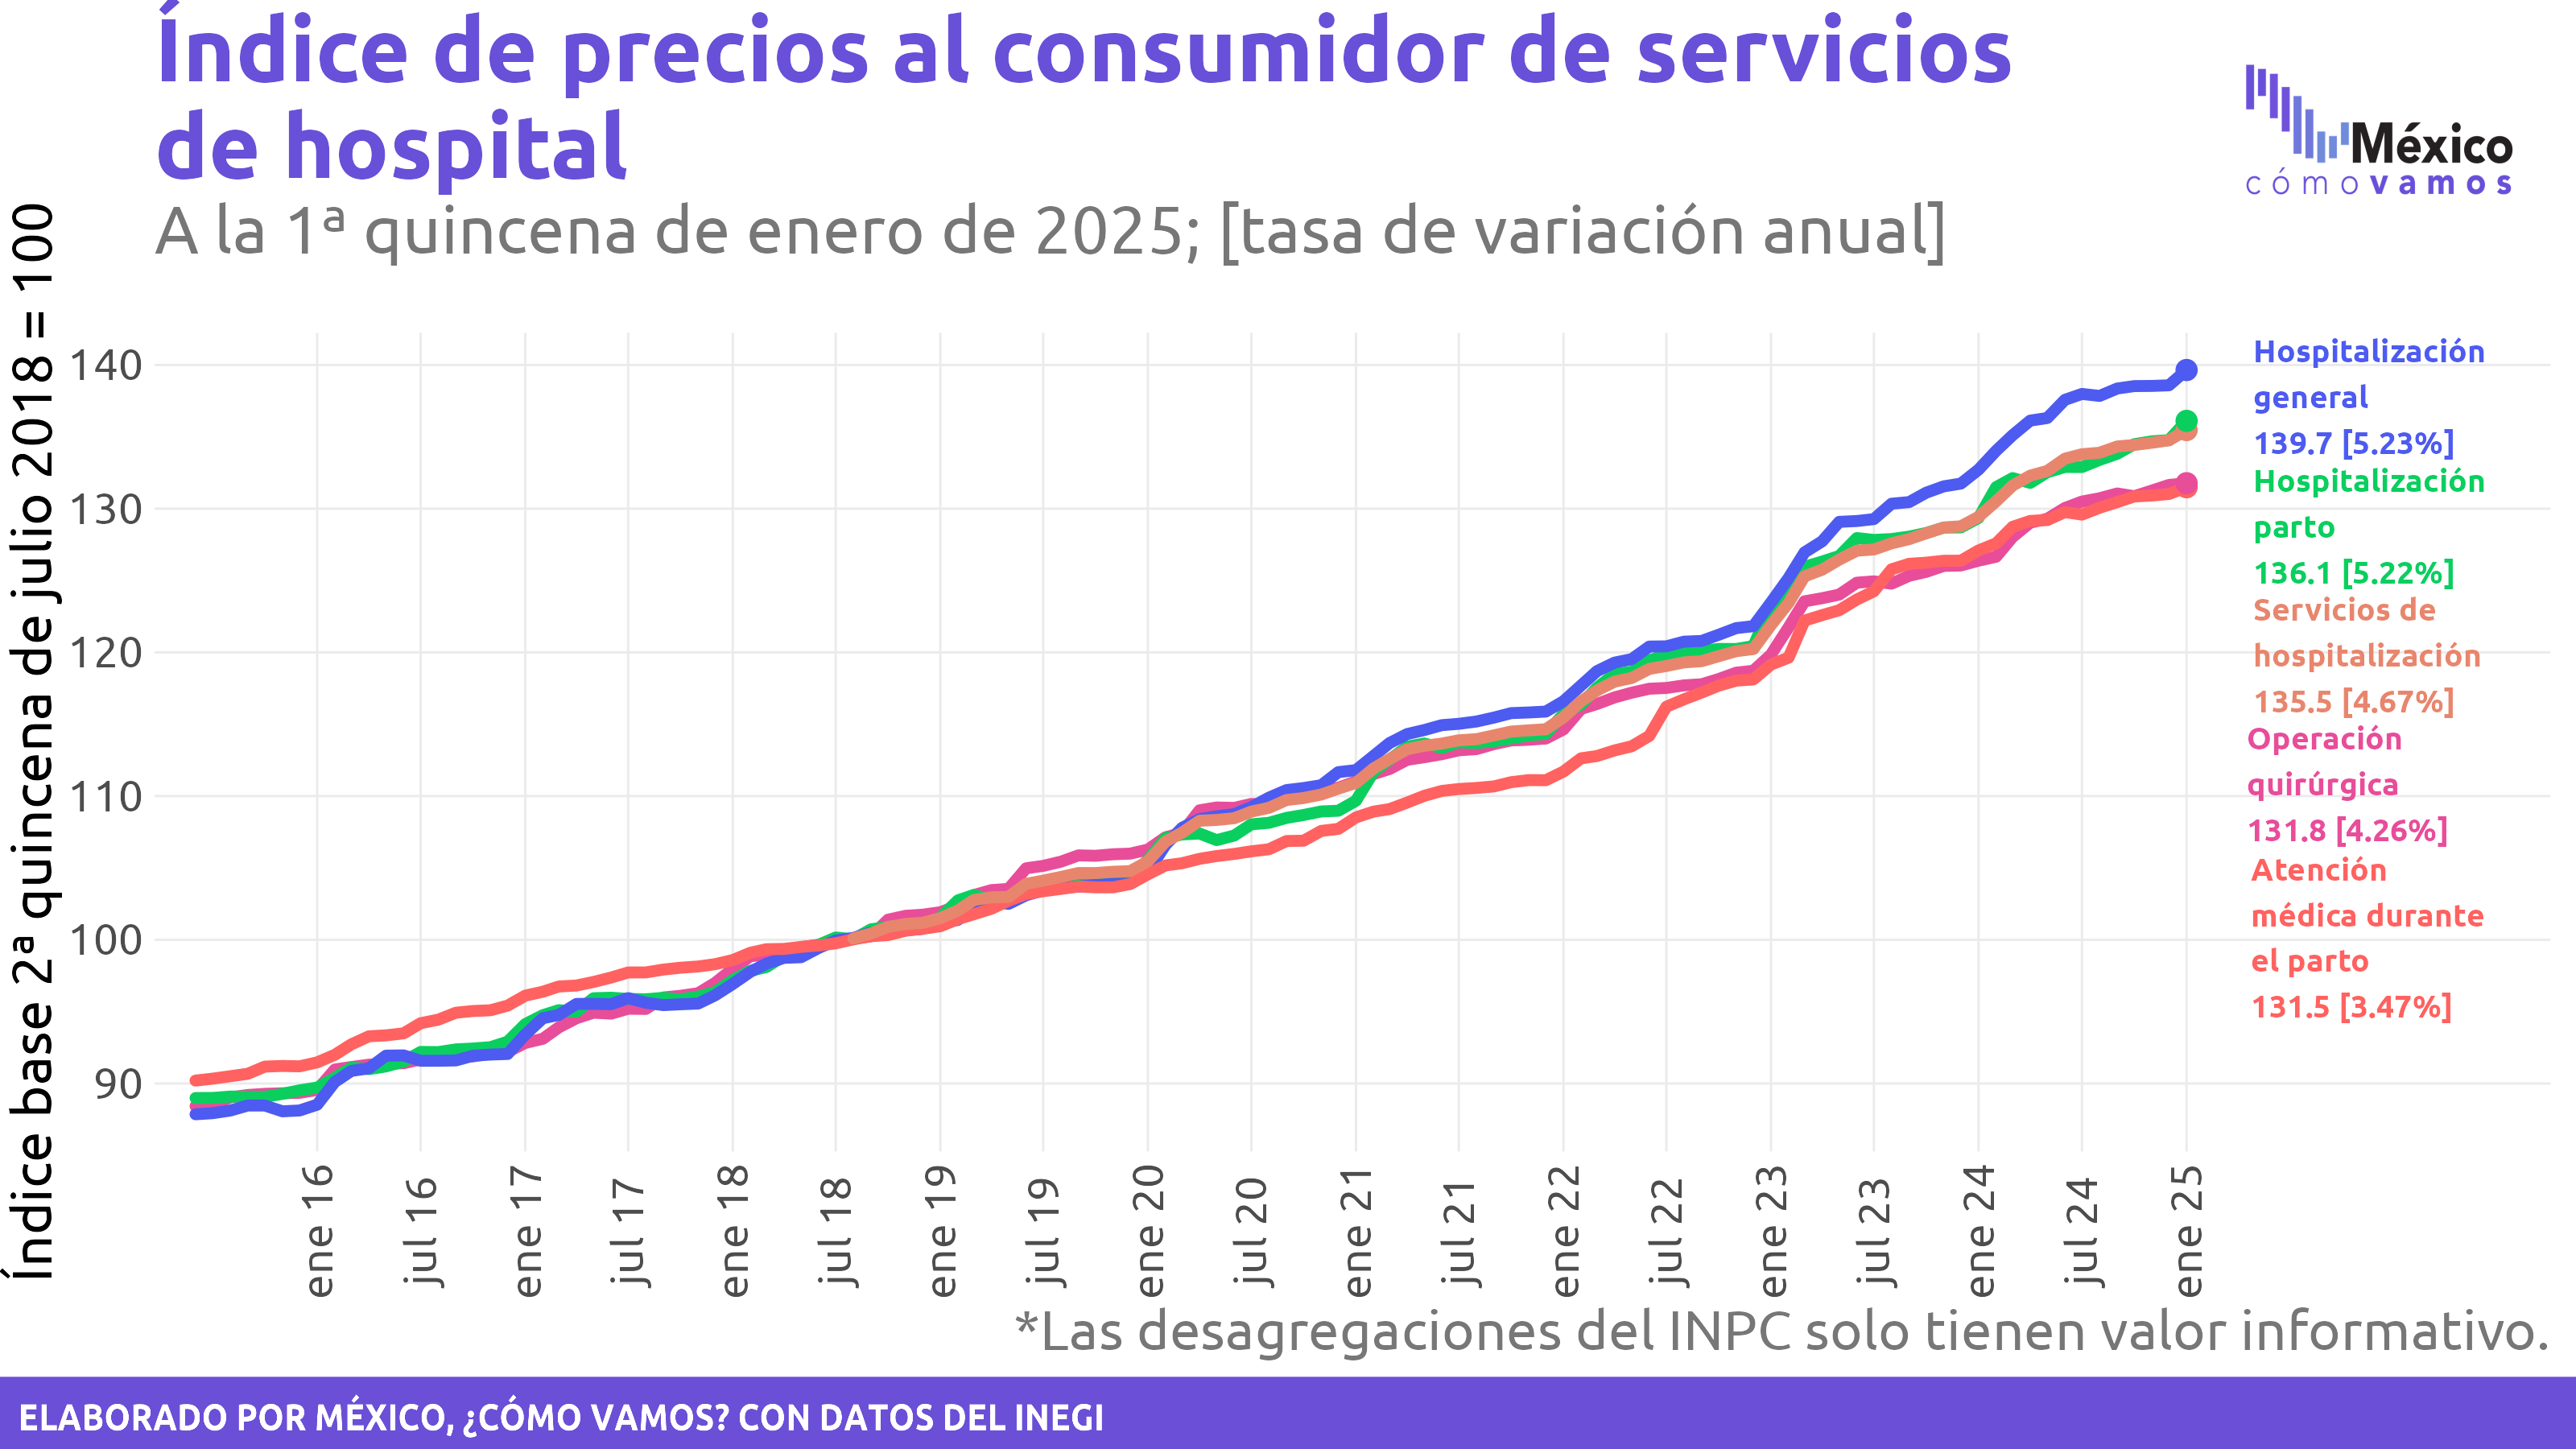 Índice de precios al consumidor de servicios
de hospital
A la 1ª quincena de enero de 2025; [tasa de variación anual]
México
cómo vamos
Índice base 2ª quincena de julio 2018 = 100
140
130
120
110
100
90
Hospitalización
general
139.7 [5.23%]
Hospitalización
parto
136.1 [5.22%]
Servicios de
hospitalización
135.5 [4.67%]
Operación
quirúrgica
131.8 [4.26%]
Atención
médica durante
el parto
131.5 [3.47%]
ene 16
jul 16
ene 17
jul 17
ene 18
jul 18
ene 19
jul 19
ene 20
jul 20
ene 21
jul 21
ene 22
jul 22
ene 23
jul 23
ene 24
jul 24
ene 25
*Las desagregaciones del INPC solo tienen valor informativo.
ELABORADO POR MÉXICO, ¿CÓMO VAMOS? CON DATOS DEL INEGI